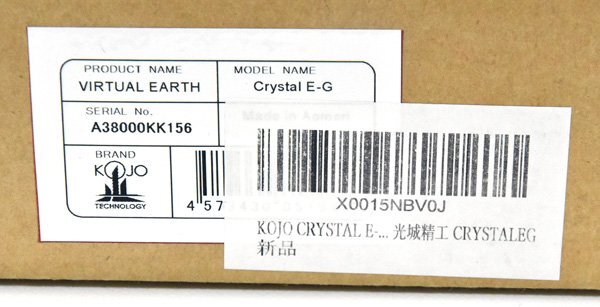 PRODUCT NAME
VIRTUAL EARTH
MODEL NAME
Crystal E-G
SERIAL No.
A38000KK156
Made in Aomori
BRAND
KOJO
TECHNOLOGY
X0015NBV0J
KOJO CRYSTAL E-... 光城精工 CRYSTALEG
新品